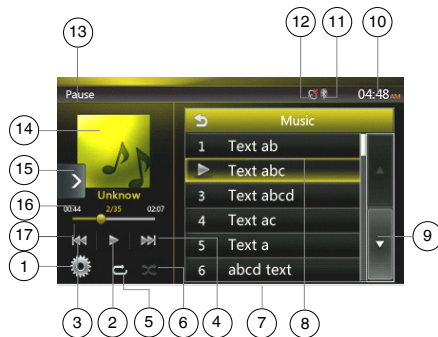 12 11 10
13
Pause 04:48 AM
14
Music
1 Text ab
Text abc
15
Unknow
3 Text abcd
16
00:44 2/35 02:07
4 Text ac
9
17
5 Text a
1
6 abcd text
3 2 5 6 4 7 8